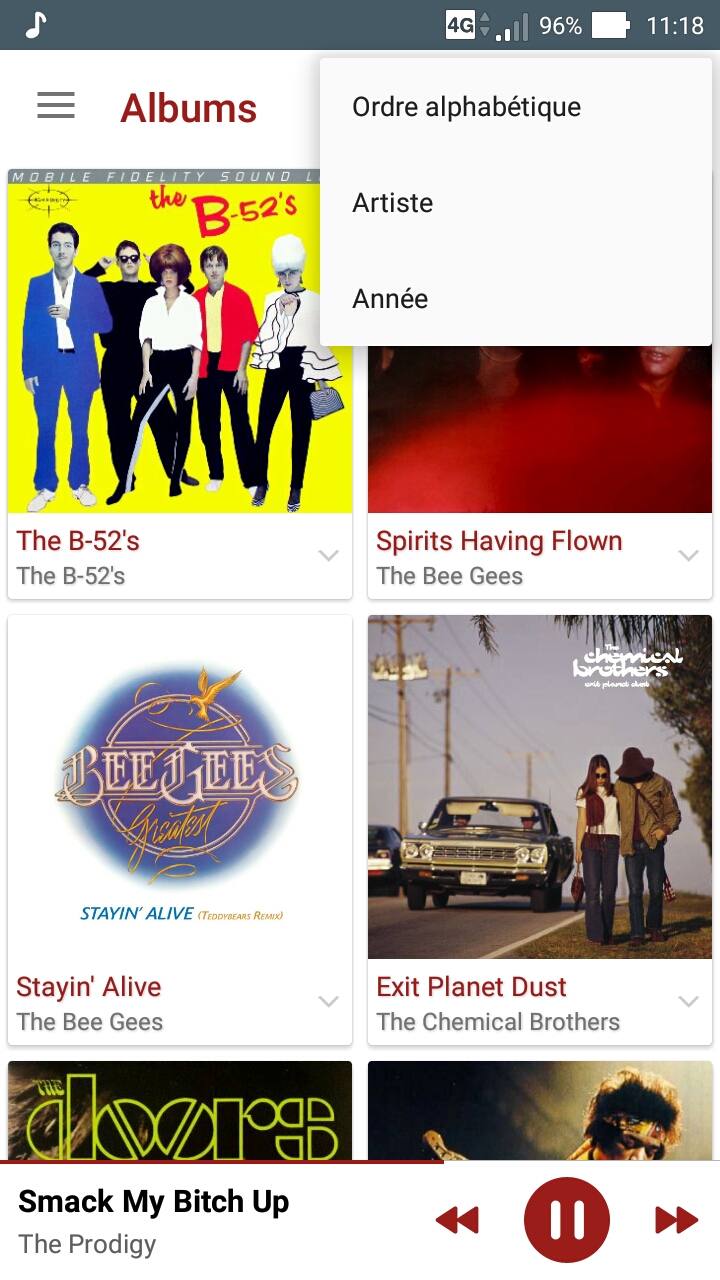 4G 96% 11:18
Albums
Ordre alphabétique
Artiste
Année
MOBILE FIDELITY SOUND L
the
B-52's
The B-52's
The B-52's
Spirits Having Flown
The Bee Gees
BEE GEES
Greatest
STAYIN' ALIVE (TEDDYBEARS REMIX)
The
chemical
brothers
exit planet dust
Stayin' Alive
The Bee Gees
Exit Planet Dust
The Chemical Brothers
THE
doors
Smack My Bitch Up
The Prodigy